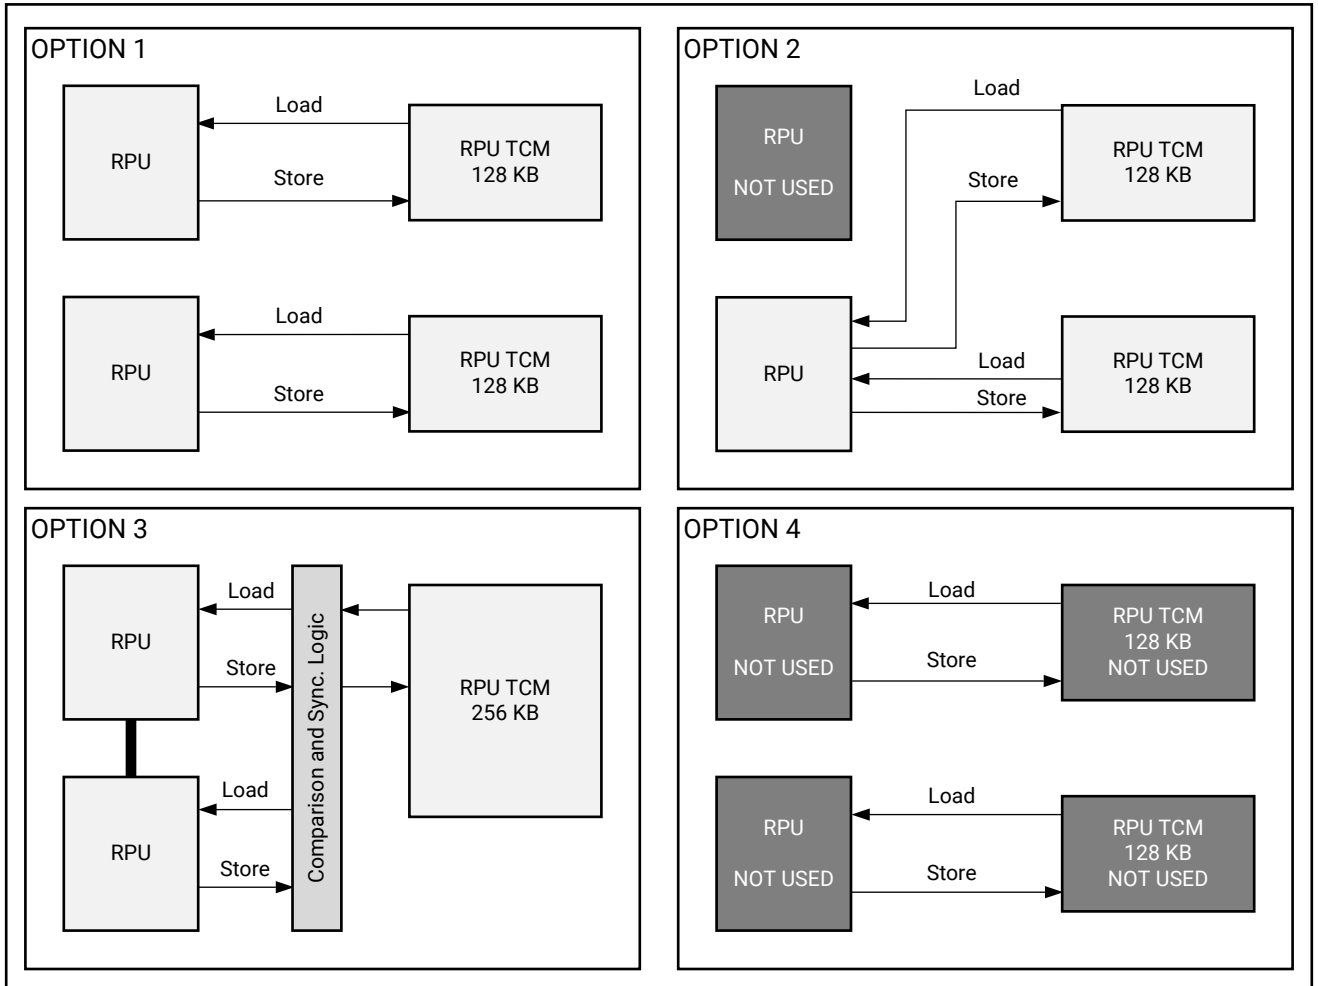 OPTION 1
RPU
Load
Store
RPU TCM
128 KB
RPU
Load
Store
RPU TCM
128 KB
OPTION 2
RPU
NOT USED
Load
Store
RPU TCM
128 KB
RPU
Load
Store
RPU TCM
128 KB
OPTION 3
RPU
Load
Store
Comparison and Sync. Logic
RPU TCM
256 KB
RPU
Load
Store
OPTION 4
RPU
NOT USED
Load
Store
RPU TCM
128 KB
NOT USED
RPU
NOT USED
Load
Store
RPU TCM
128 KB
NOT USED